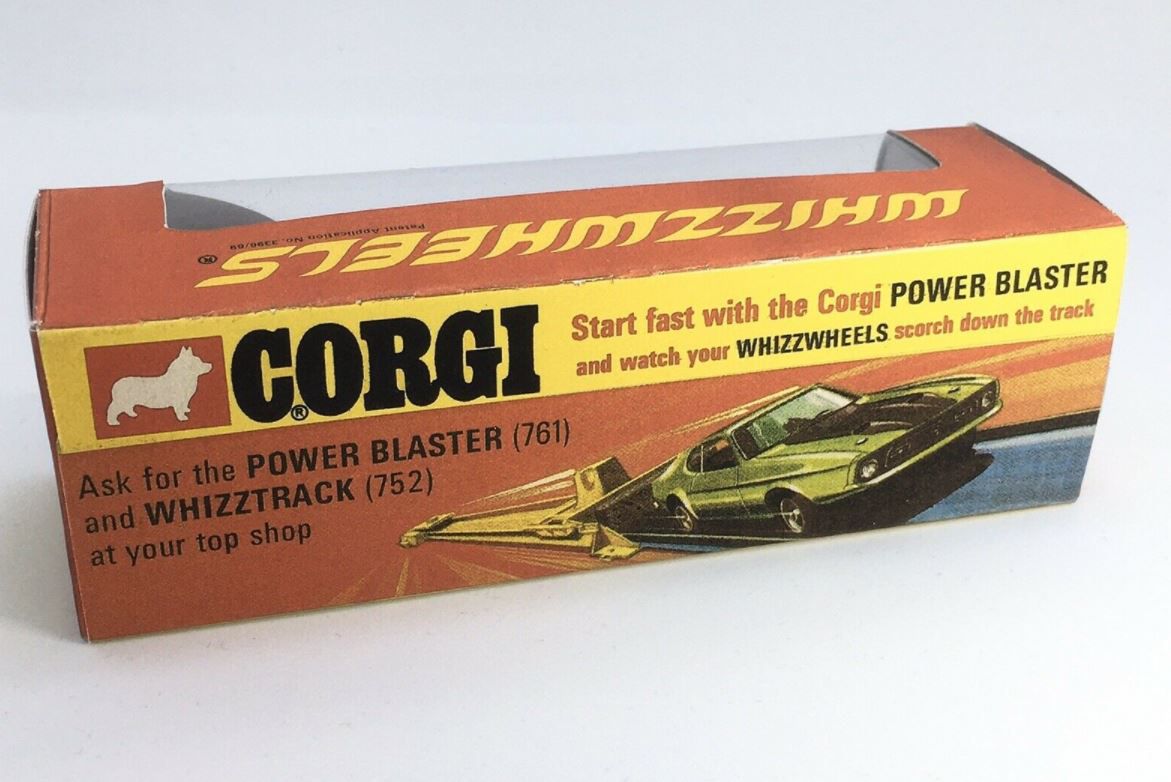 WHIZZWHEELS®
Patent Application No. 3396/69
CORGI®
Start fast with the Corgi POWER BLASTER
and watch your WHIZZWHEELS scorch down the track
Ask for the POWER BLASTER (761)
and WHIZZTRACK (752)
at your top shop